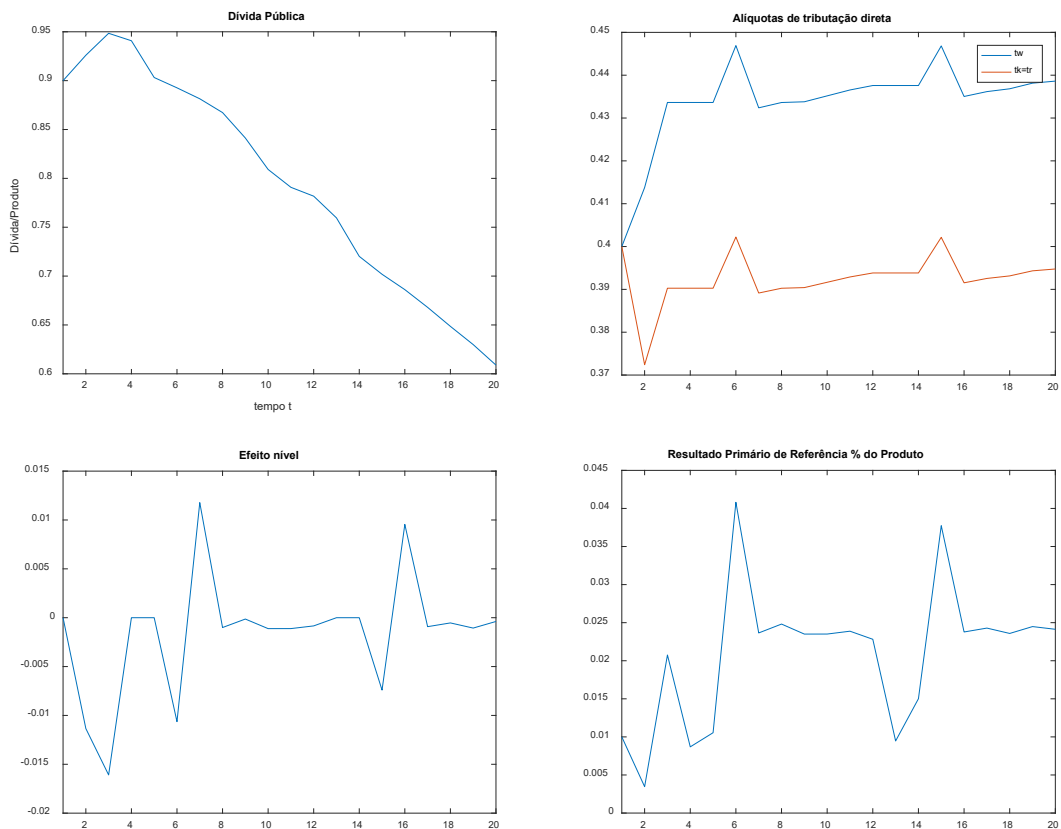 Dívida Pública
0.95
0.9
0.85
0.8
0.75
0.7
0.65
0.6
Dívida/Produto
2 4 6 8 10 12 14 16 18 20
tempo t
Alíquotas de tributação direta
0.45
0.44
0.43
0.42
0.41
0.4
0.39
0.38
0.37
tw
tk=tr
2 4 6 8 10 12 14 16 18 20
Efeito nível
0.015
0.01
0.005
0
-0.005
-0.01
-0.015
-0.02
2 4 6 8 10 12 14 16 18 20
Resultado Primário de Referência % do Produto
0.045
0.04
0.035
0.03
0.025
0.02
0.015
0.01
0.005
0
2 4 6 8 10 12 14 16 18 20